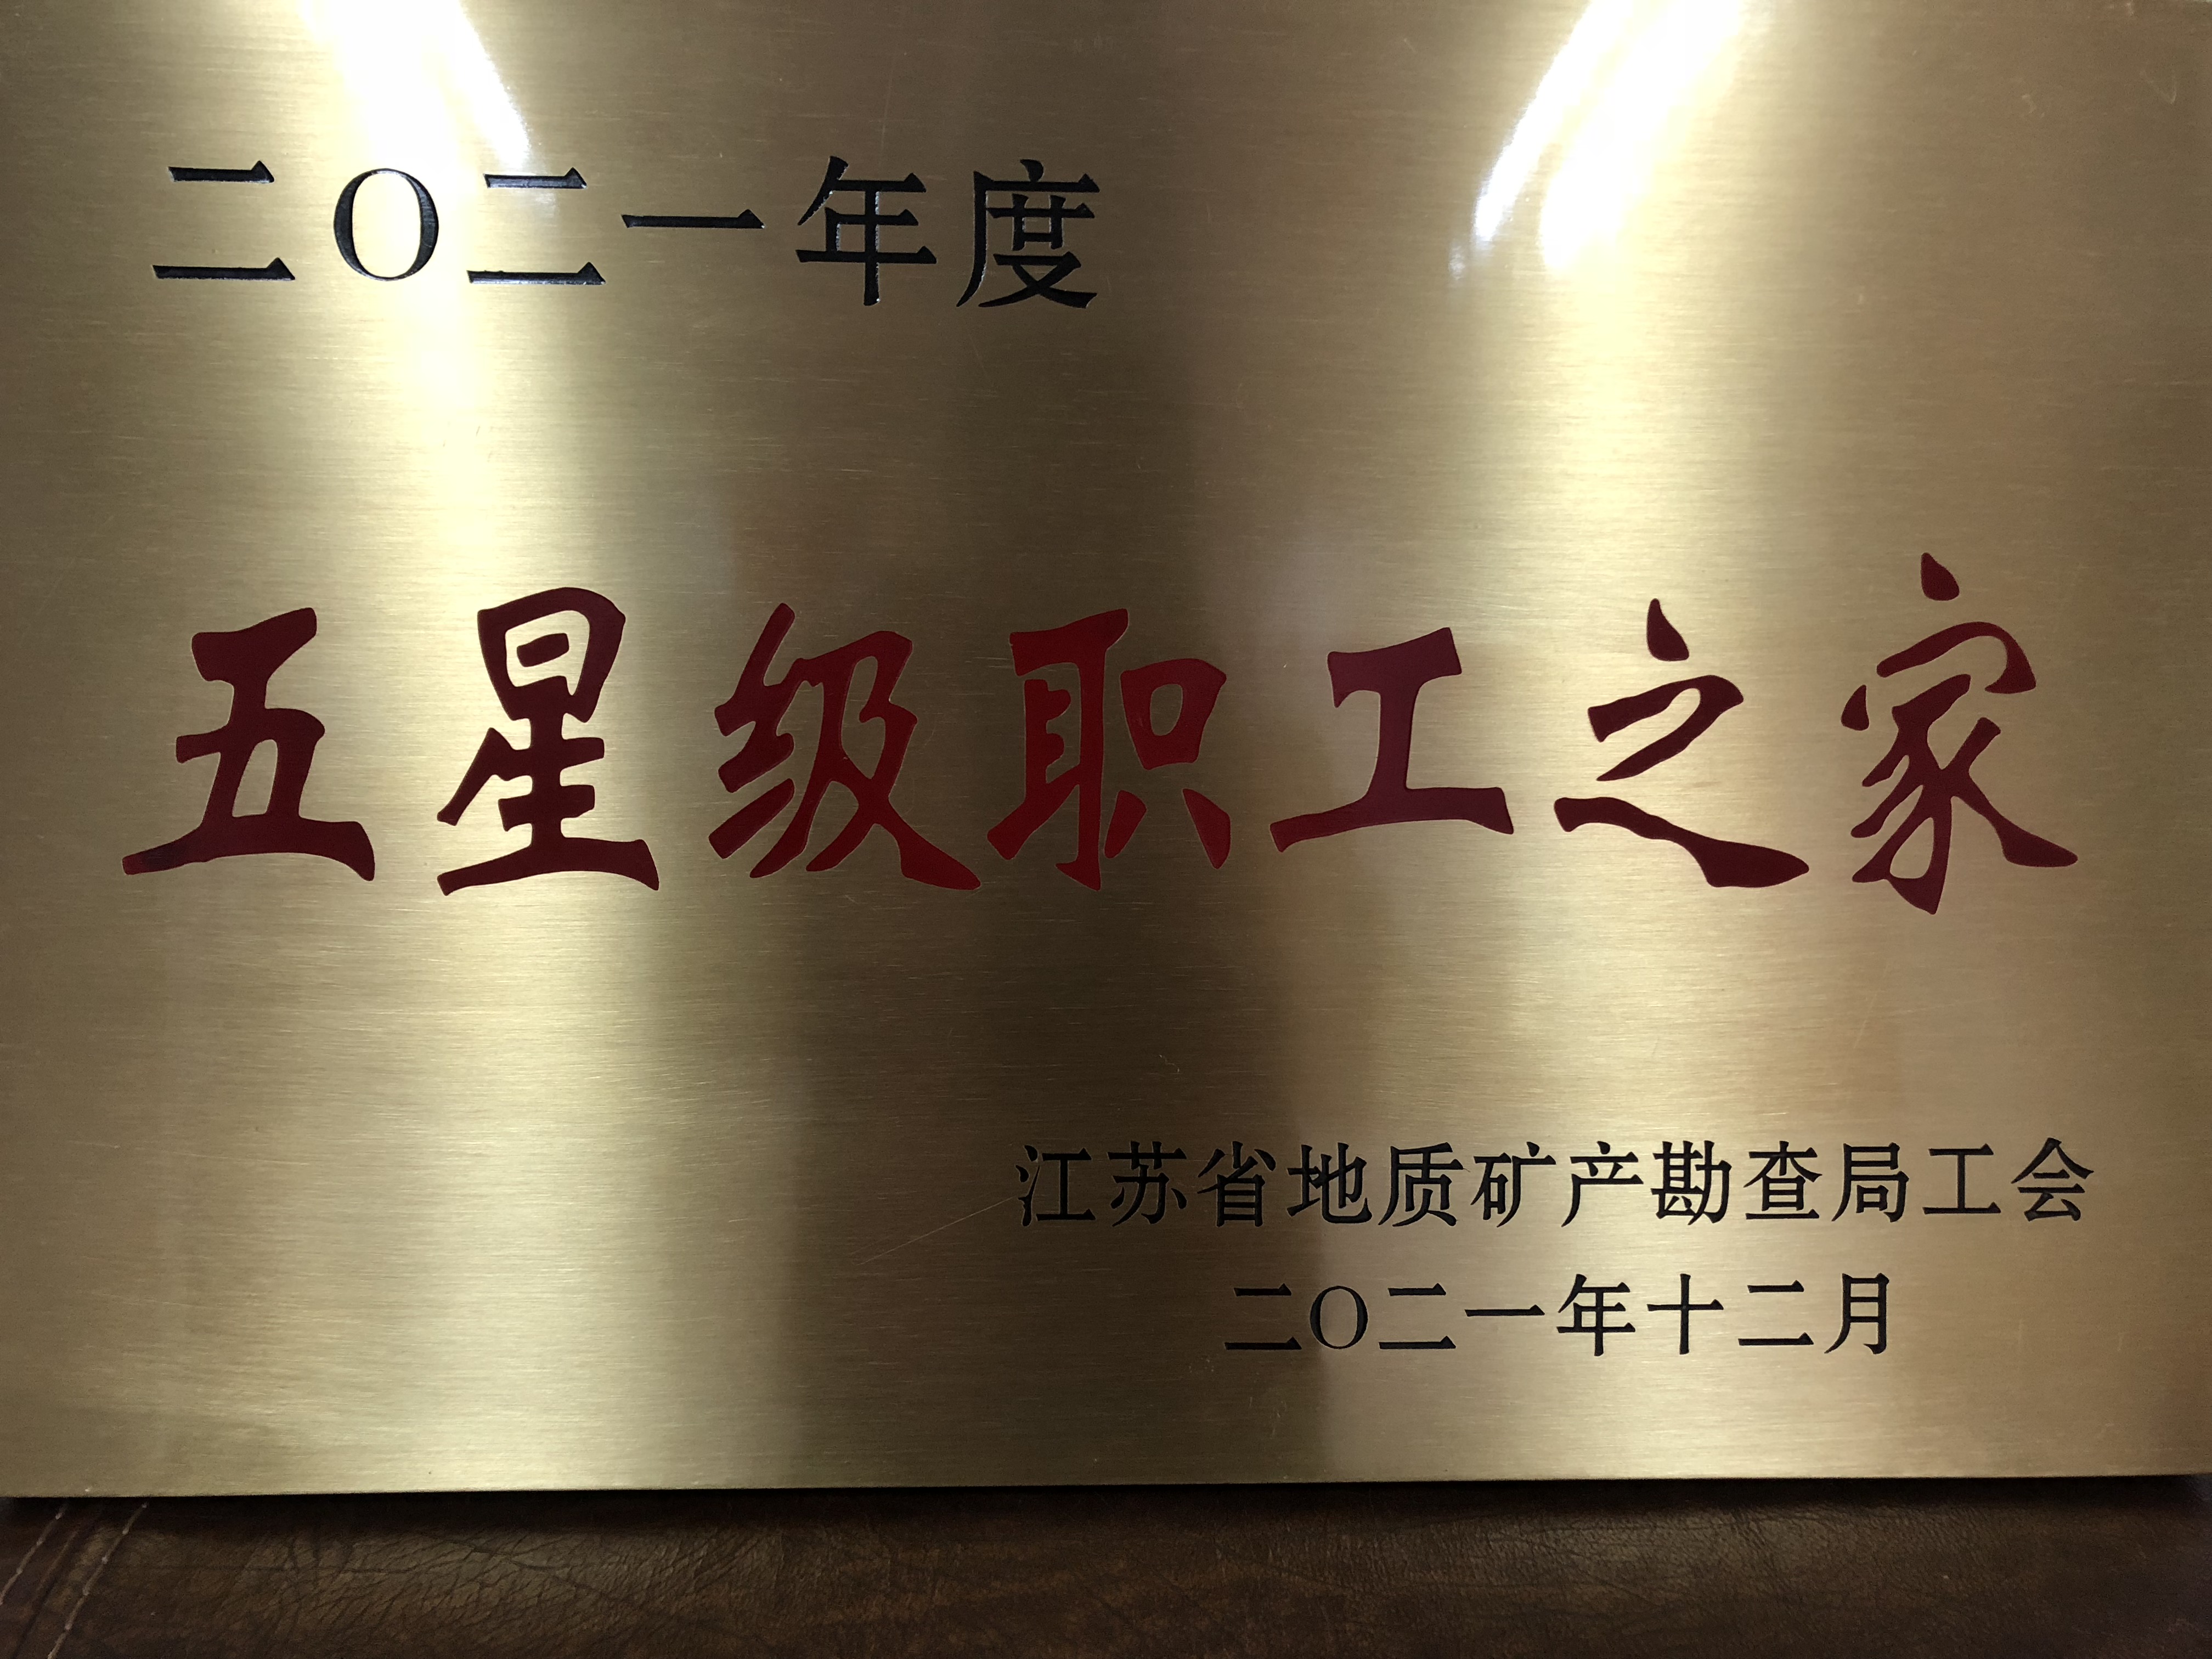 二〇二一年度
五星级职工之家
江苏省地质矿产勘查局工会
二〇二一年十二月